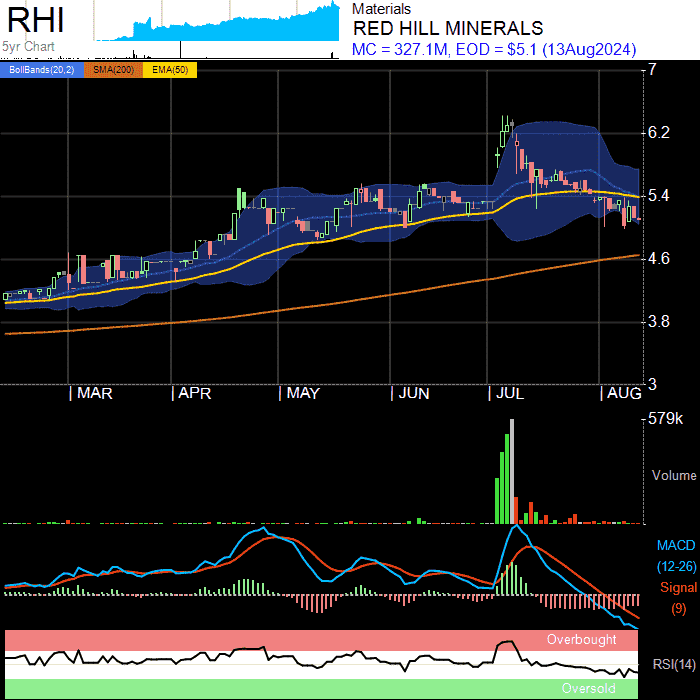 RHI
5yr Chart
Materials
RED HILL MINERALS
MC = 327.1M, EOD = $5.1 (13Aug2024)
BollBands(20,2) SMA(200) EMA(50)
7
6.2
5.4
4.6
3.8
3
MAR APR MAY JUN JUL AUG
579k
Volume
MACD
(12-26)
Signal
(9)
Overbought
RSI(14)
Oversold